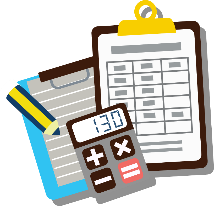 130
+ ×
− =